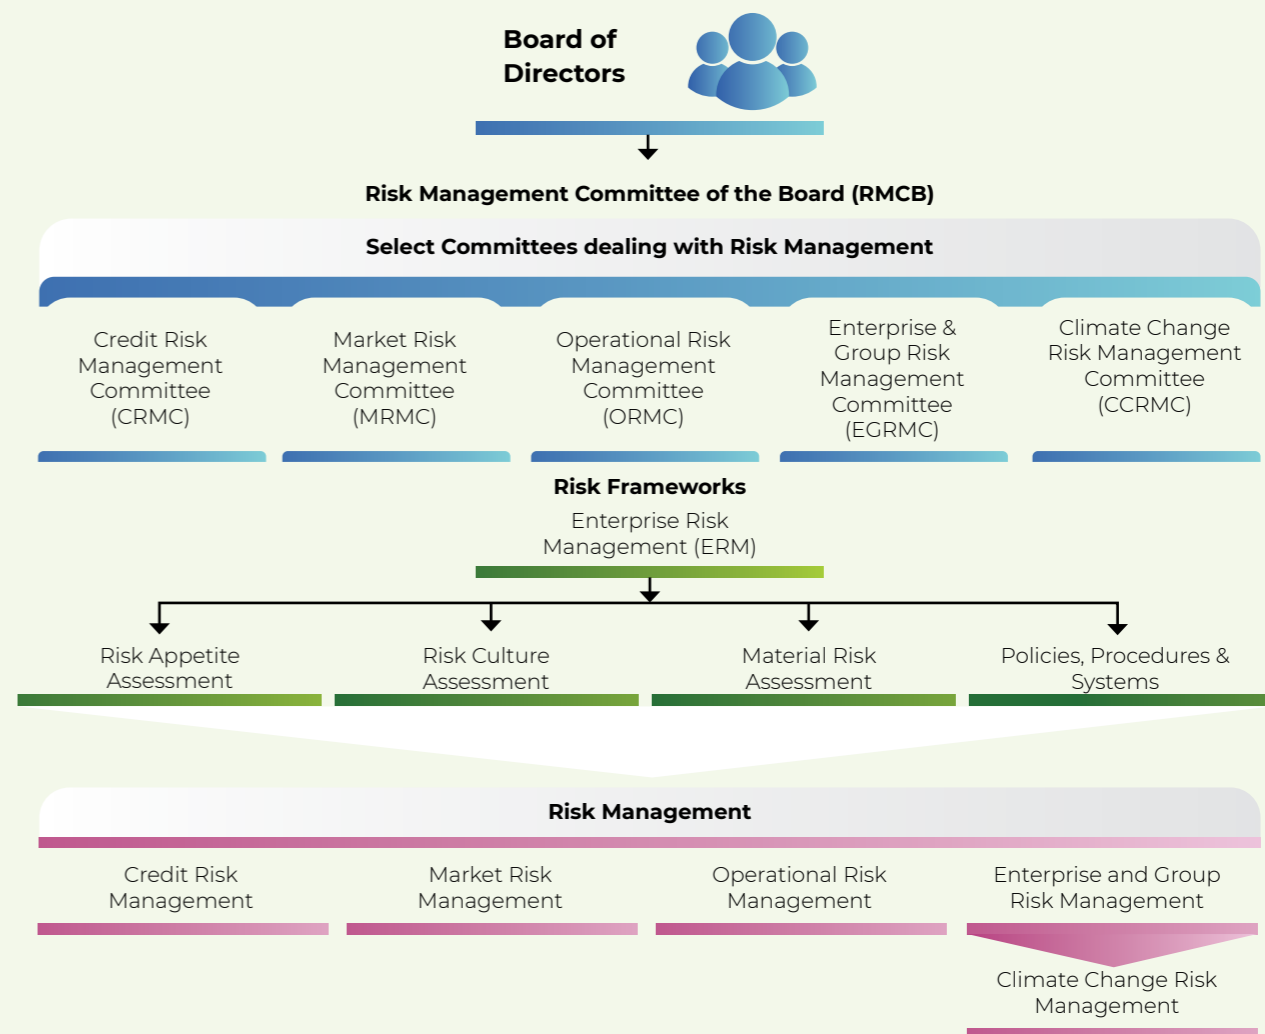 Board of
Directors
Risk Management Committee of the Board (RMCB)
Select Committees dealing with Risk Management
Credit Risk
Management
Committee
(CRMC)
Market Risk
Management
Committee
(MRMC)
Operational Risk
Management
Committee
(ORMC)
Enterprise &
Group Risk
Management
Committee
(EGRMC)
Climate Change
Risk Management
Committee
(CCRMC)
Risk Frameworks
Enterprise Risk
Management (ERM)
Risk Appetite
Assessment
Risk Culture
Assessment
Material Risk
Assessment
Policies, Procedures &
Systems
Risk Management
Credit Risk
Management
Market Risk
Management
Operational Risk
Management
Enterprise and Group
Risk Management
Climate Change Risk
Management